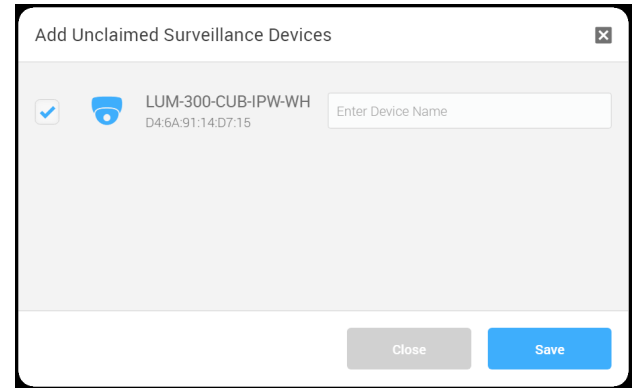 Add Unclaimed Surveillance Devices
LUM-300-CUB-IPW-WH
Enter Device Name
D4:6A:91:14:D7:15
Close
Save